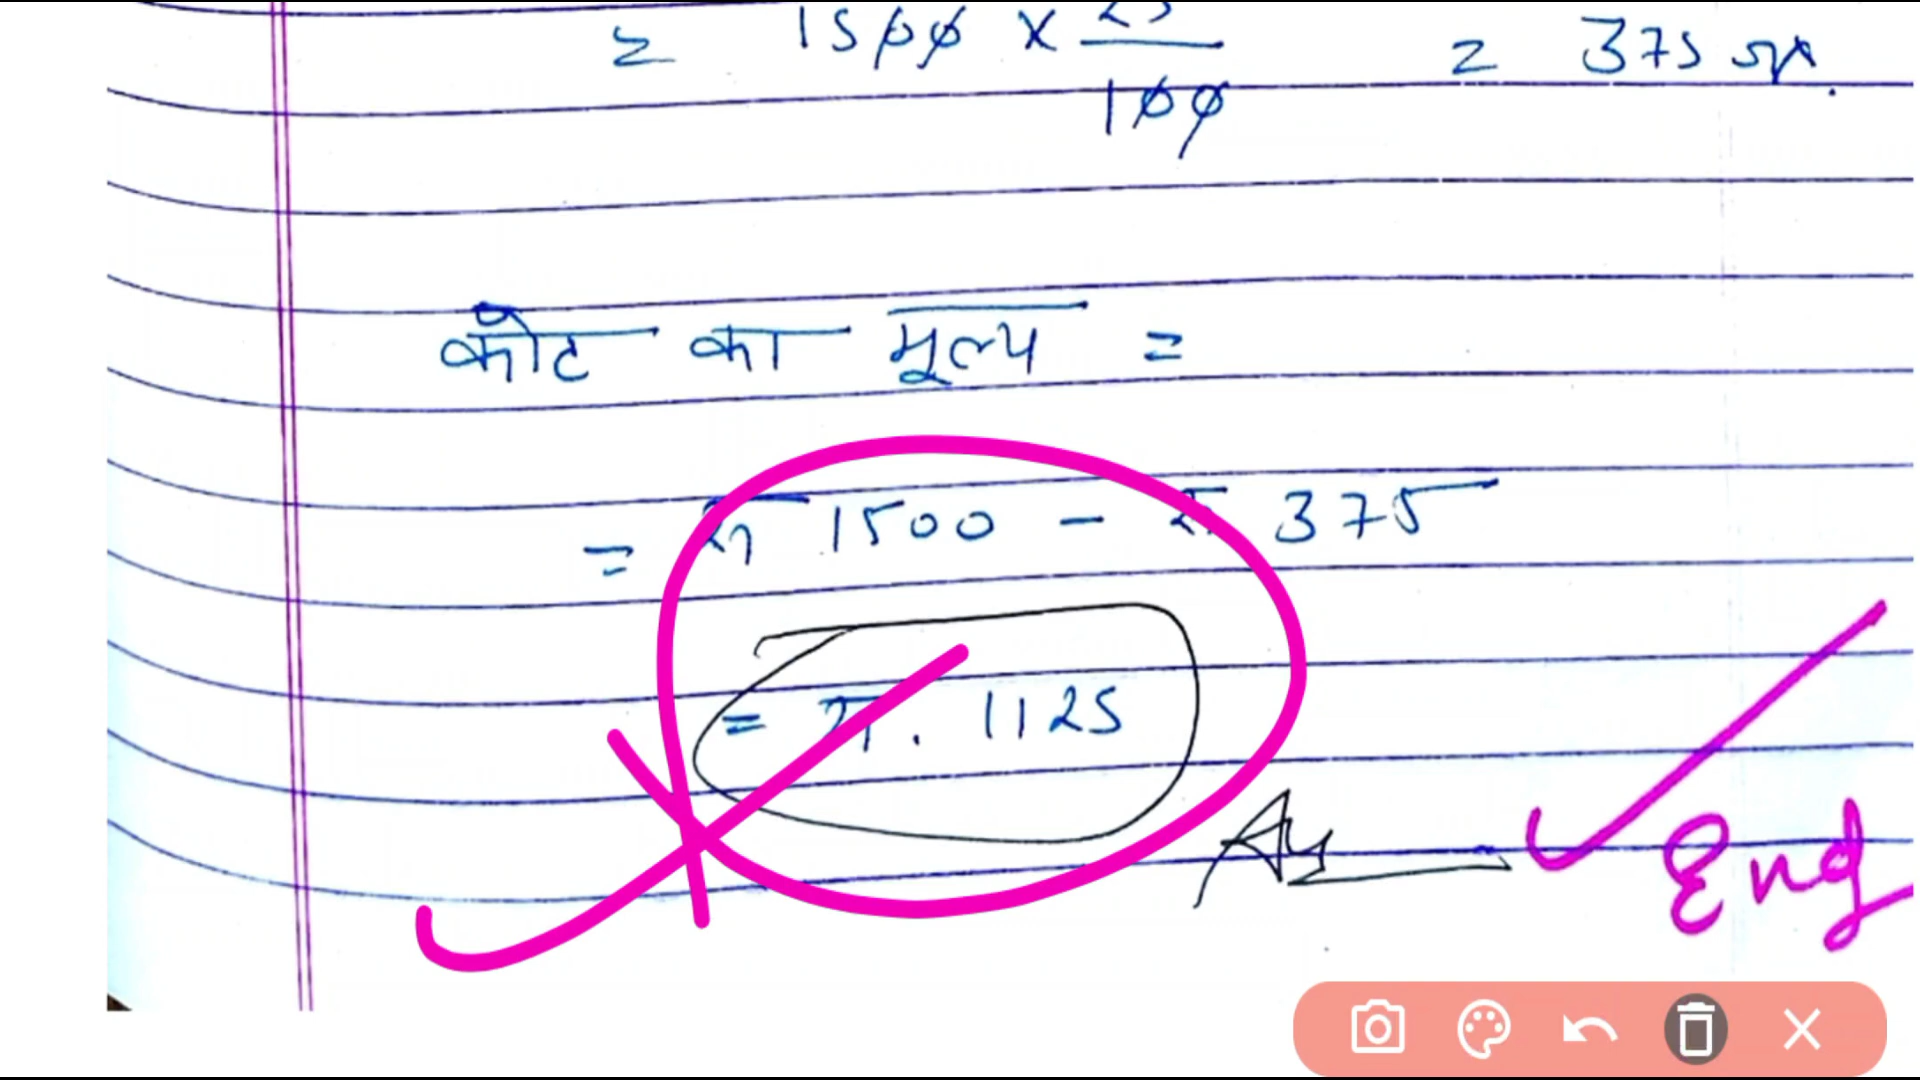 = 1500 × 25/100 = 375 रु.
कोट का मूल्य =
= रु 1500 - रु 375
= रु. 1125
Ans
End